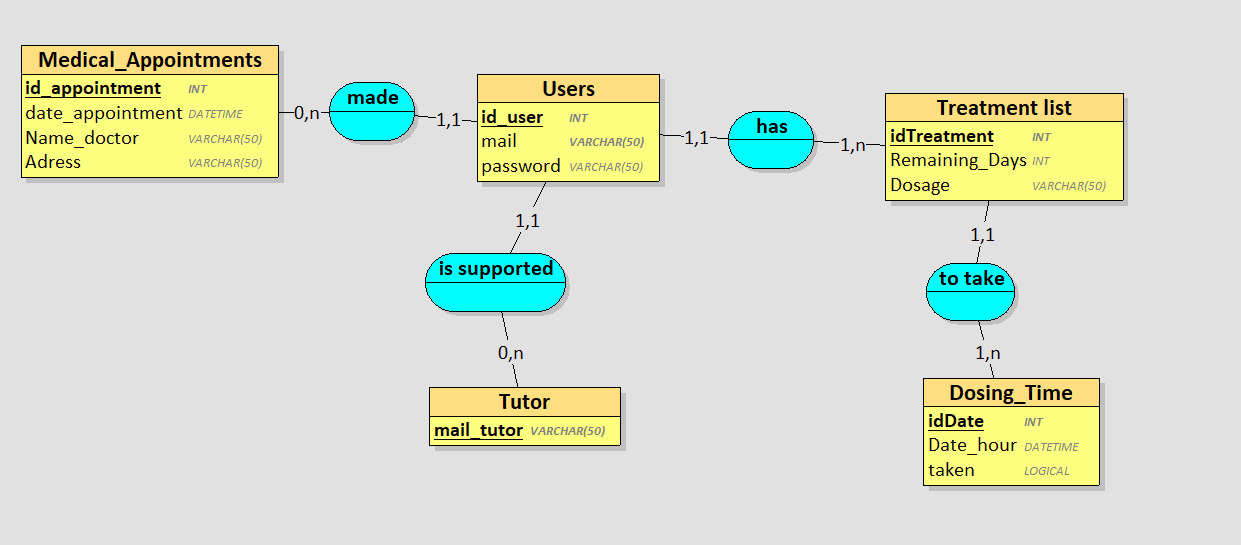 Medical_Appointments
id_appointment INT
date_appointment DATETIME
Name_doctor VARCHAR(50)
Adress VARCHAR(50)
0,n
made
1,1
Users
id_user INT
mail VARCHAR(50)
password VARCHAR(50)
1,1
has
1,n
Treatment list
idTreatment INT
Remaining_Days INT
Dosage VARCHAR(50)
1,1
is supported
0,n
Tutor
mail_tutor VARCHAR(50)
1,1
to take
1,n
Dosing_Time
idDate INT
Date_hour DATETIME
taken LOGICAL